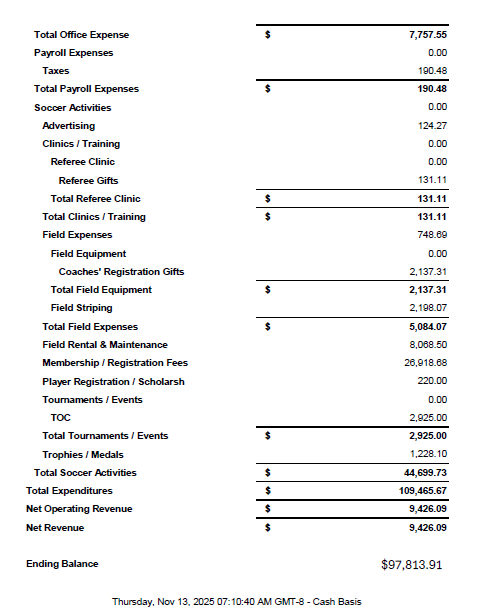 Total Office Expense $ 7,757.55
Payroll Expenses 0.00
Taxes 190.48
Total Payroll Expenses $ 190.48
Soccer Activities 0.00
Advertising 124.27
Clinics / Training 0.00
Referee Clinic 0.00
Referee Gifts 131.11
Total Referee Clinic $ 131.11
Total Clinics / Training $ 131.11
Field Expenses 748.69
Field Equipment 0.00
Coaches' Registration Gifts 2,137.31
Total Field Equipment $ 2,137.31
Field Striping 2,198.07
Total Field Expenses $ 5,084.07
Field Rental & Maintenance 8,068.50
Membership / Registration Fees 26,918.68
Player Registration / Scholarsh 220.00
Tournaments / Events 0.00
TOC 2,925.00
Total Tournaments / Events $ 2,925.00
Trophies / Medals 1,228.10
Total Soccer Activities $ 44,699.73
Total Expenditures $ 109,465.67
Net Operating Revenue $ 9,426.09
Net Revenue $ 9,426.09
Ending Balance $97,813.91
Thursday, Nov 13, 2025 07:10:40 AM GMT-8 - Cash Basis